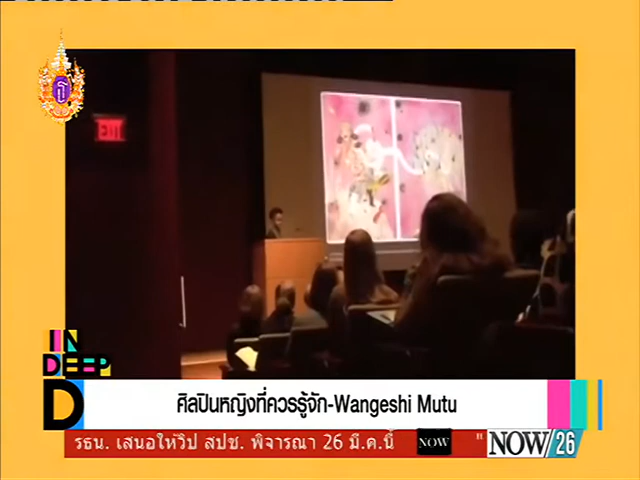 EXIT
IN
DEEP
D
ศิลปินหญิงที่ควรรู้จัก-Wangeshi Mutu
รธน. เสนอให้วิป สปช. พิจารณา 26 มี.ค.นี้ NOW "
NOW/26